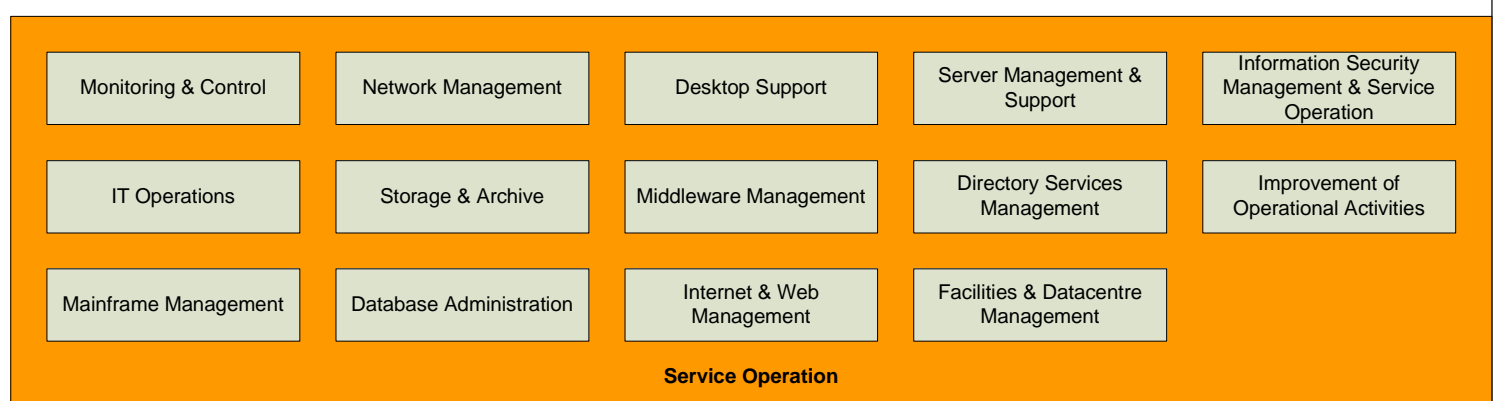 Monitoring & Control
Network Management
Desktop Support
Server Management &
Support
Information Security
Management & Service
Operation
IT Operations
Storage & Archive
Middleware Management
Directory Services
Management
Improvement of
Operational Activities
Mainframe Management
Database Administration
Internet & Web
Management
Facilities & Datacentre
Management
Service Operation